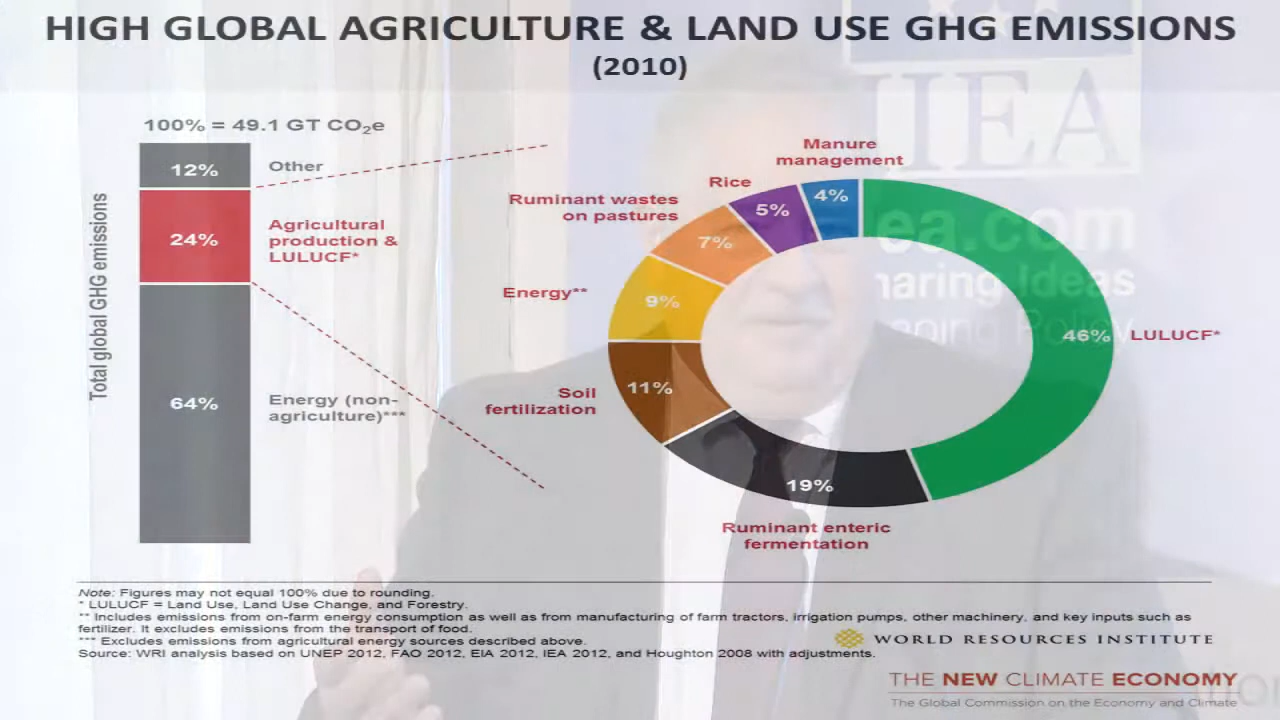 HIGH GLOBAL AGRICULTURE & LAND USE GHG EMISSIONS
(2010)
100% = 49.1 GT CO₂e
Total global GHG emissions
12%
Other
24%
Agricultural
production &
LULUCF*
64%
Energy (non-
agriculture)***
Manure
management
4%
Rice
5%
Ruminant wastes
on pastures
7%
Energy**
9%
Soil
fertilization
11%
19%
Ruminant enteric
fermentation
46%
LULUCF*
IEA
iea.com
Sharing Ideas
Shaping Policy
Note: Figures may not equal 100% due to rounding.
* LULUCF = Land Use, Land Use Change, and Forestry.
** Includes emissions from on-farm energy consumption as well as from manufacturing of farm tractors, irrigation pumps, other machinery, and key inputs such as
fertilizer. It excludes emissions from the transport of food.
*** Excludes emissions from agricultural energy sources described above.
Source: WRI analysis based on UNEP 2012, FAO 2012, EIA 2012, IEA 2012, and Houghton 2008 with adjustments.
WORLD RESOURCES INSTITUTE
THE NEW CLIMATE ECONOMY
The Global Commission on the Economy and Climate